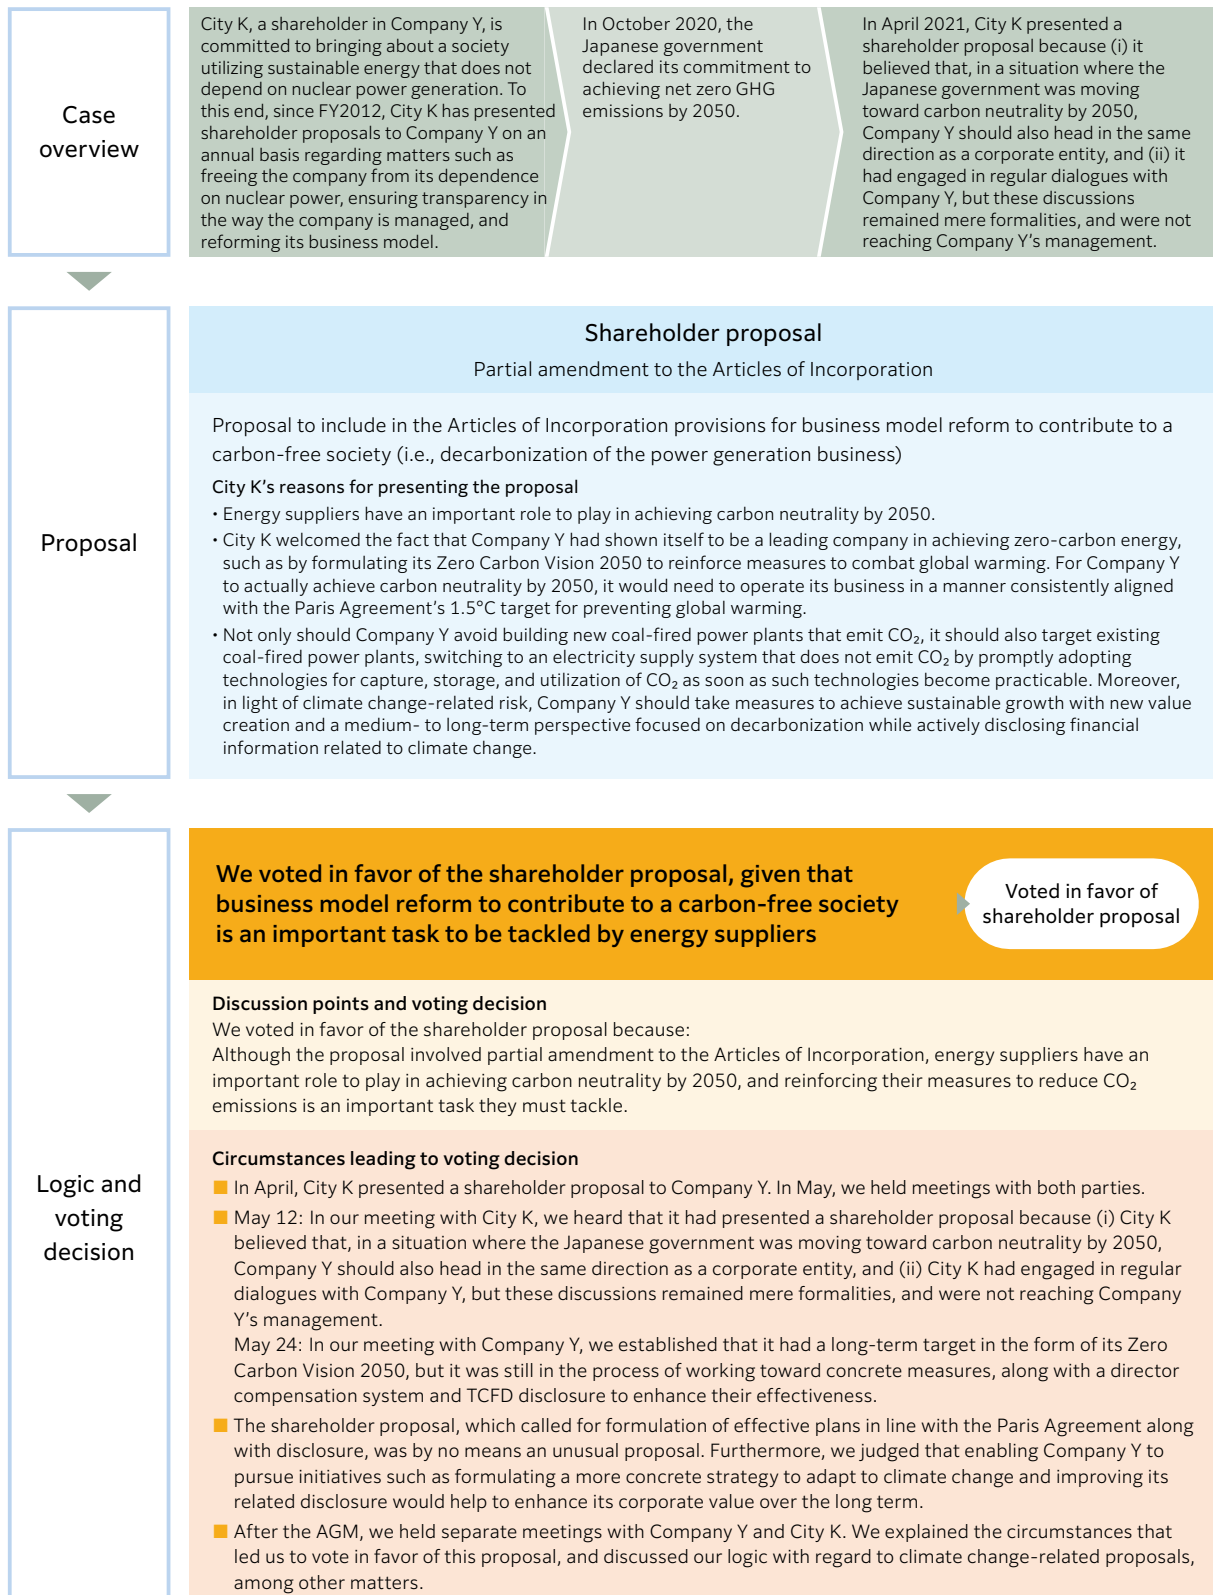 Case
overview
City K, a shareholder in Company Y, is
committed to bringing about a society
utilizing sustainable energy that does not
depend on nuclear power generation. To
this end, since FY2012, City K has presented
shareholder proposals to Company Y on an
annual basis regarding matters such as
freeing the company from its dependence
on nuclear power, ensuring transparency in
the way the company is managed, and
reforming its business model.
In October 2020, the
Japanese government
declared its commitment to
achieving net zero GHG
emissions by 2050.
In April 2021, City K presented a
shareholder proposal because (i) it
believed that, in a situation where the
Japanese government was moving
toward carbon neutrality by 2050,
Company Y should also head in the same
direction as a corporate entity, and (ii) it
had engaged in regular dialogues with
Company Y, but these discussions
remained mere formalities, and were not
reaching Company Y’s management.
Proposal
Shareholder proposal
Partial amendment to the Articles of Incorporation
Proposal to include in the Articles of Incorporation provisions for business model reform to contribute to a
carbon-free society (i.e., decarbonization of the power generation business)
City K’s reasons for presenting the proposal
• Energy suppliers have an important role to play in achieving carbon neutrality by 2050.
• City K welcomed the fact that Company Y had shown itself to be a leading company in achieving zero-carbon energy,
such as by formulating its Zero Carbon Vision 2050 to reinforce measures to combat global warming. For Company Y
to actually achieve carbon neutrality by 2050, it would need to operate its business in a manner consistently aligned
with the Paris Agreement’s 1.5°C target for preventing global warming.
• Not only should Company Y avoid building new coal-fired power plants that emit CO₂, it should also target existing
coal-fired power plants, switching to an electricity supply system that does not emit CO₂ by promptly adopting
technologies for capture, storage, and utilization of CO₂ as soon as such technologies become practicable. Moreover,
in light of climate change-related risk, Company Y should take measures to achieve sustainable growth with new value
creation and a medium- to long-term perspective focused on decarbonization while actively disclosing financial
information related to climate change.
Logic and
voting
decision
We voted in favor of the shareholder proposal, given that
business model reform to contribute to a carbon-free society
is an important task to be tackled by energy suppliers
Voted in favor of
shareholder proposal
Discussion points and voting decision
We voted in favor of the shareholder proposal because:
Although the proposal involved partial amendment to the Articles of Incorporation, energy suppliers have an
important role to play in achieving carbon neutrality by 2050, and reinforcing their measures to reduce CO₂
emissions is an important task they must tackle.
Circumstances leading to voting decision
■ In April, City K presented a shareholder proposal to Company Y. In May, we held meetings with both parties.
■ May 12: In our meeting with City K, we heard that it had presented a shareholder proposal because (i) City K
believed that, in a situation where the Japanese government was moving toward carbon neutrality by 2050,
Company Y should also head in the same direction as a corporate entity, and (ii) City K had engaged in regular
dialogues with Company Y, but these discussions remained mere formalities, and were not reaching Company
Y’s management.
May 24: In our meeting with Company Y, we established that it had a long-term target in the form of its Zero
Carbon Vision 2050, but it was still in the process of working toward concrete measures, along with a director
compensation system and TCFD disclosure to enhance their effectiveness.
■ The shareholder proposal, which called for formulation of effective plans in line with the Paris Agreement along
with disclosure, was by no means an unusual proposal. Furthermore, we judged that enabling Company Y to
pursue initiatives such as formulating a more concrete strategy to adapt to climate change and improving its
related disclosure would help to enhance its corporate value over the long term.
■ After the AGM, we held separate meetings with Company Y and City K. We explained the circumstances that
led us to vote in favor of this proposal, and discussed our logic with regard to climate change-related proposals,
among other matters.